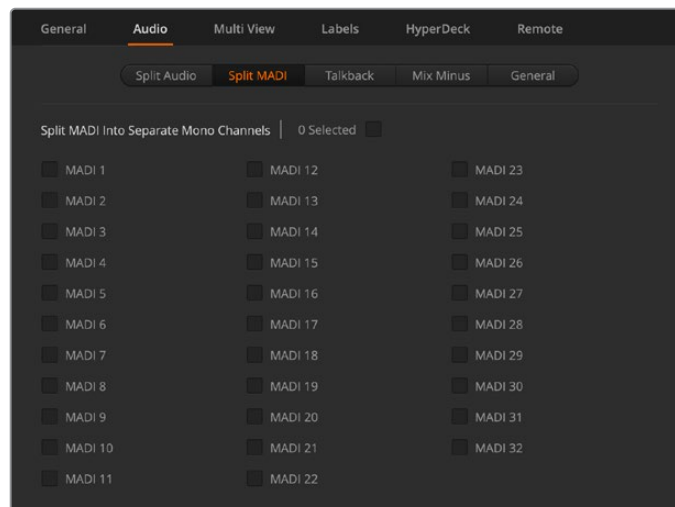 General Audio Multi View Labels HyperDeck Remote
Split Audio Split MADI Talkback Mix Minus General
Split MADI Into Separate Mono Channels 0 Selected
MADI 1 MADI 12 MADI 23
MADI 2 MADI 13 MADI 24
MADI 3 MADI 14 MADI 25
MADI 4 MADI 15 MADI 26
MADI 5 MADI 16 MADI 27
MADI 6 MADI 17 MADI 28
MADI 7 MADI 18 MADI 29
MADI 8 MADI 19 MADI 30
MADI 9 MADI 20 MADI 31
MADI 10 MADI 21 MADI 32
MADI 11 MADI 22